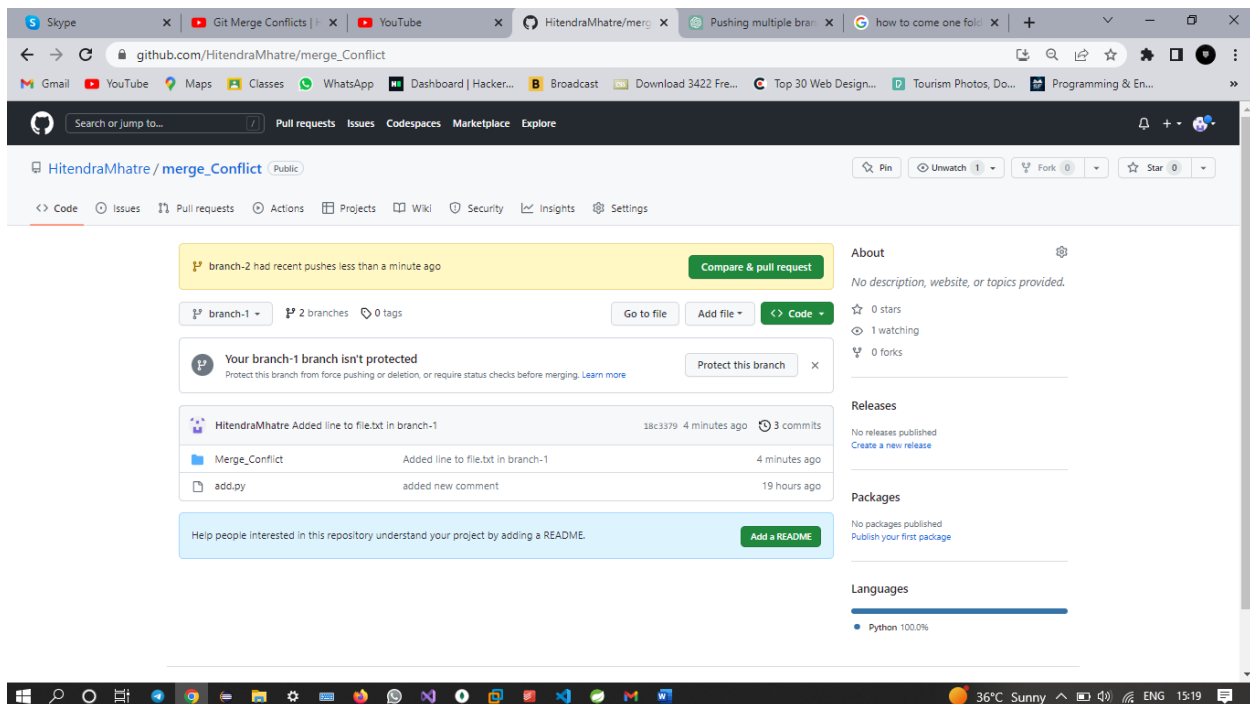 Skype
Git Merge Conflicts | H
YouTube
HitendraMhatre/merg
Pushing multiple bran
how to come one fold
github.com/HitendraMhatre/merge_Conflict
Gmail YouTube Maps Classes WhatsApp Dashboard | Hacker... Broadcast Download 3422 Fre... Top 30 Web Design... Tourism Photos, Do... Programming & En... »
Search or jump to... / Pull requests Issues Codespaces Marketplace Explore
HitendraMhatre / merge_Conflict Public
Pin Unwatch 1 Fork 0 Star 0
<> Code Issues Pull requests Actions Projects Wiki Security Insights Settings
branch-2 had recent pushes less than a minute ago Compare & pull request
branch-1 2 branches 0 tags Go to file Add file <> Code
Your branch-1 branch isn't protected
Protect this branch from force pushing or deletion, or require status checks before merging. Learn more
Protect this branch
HitendraMhatre Added line to file.txt in branch-1 18c3379 4 minutes ago 3 commits
Merge_Conflict Added line to file.txt in branch-1 4 minutes ago
add.py added new comment 19 hours ago
Help people interested in this repository understand your project by adding a README. Add a README
About
No description, website, or topics provided.
0 stars
1 watching
0 forks
Releases
No releases published
Create a new release
Packages
No packages published
Publish your first package
Languages
Python 100.0%
36°C Sunny ENG 15:19